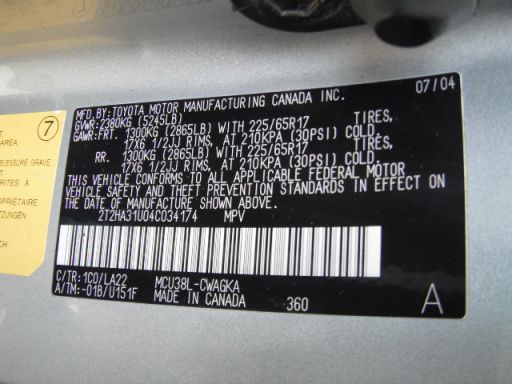 MFD.BY:TOYOTA MOTOR MANUFACTURING CANADA INC. 07/04
GVWR:2380KG (5245LB)
GAWR:FRT. 1300KG (2865LB) WITH 225/65R17 TIRES,
17X6 1/2JJ RIMS, AT 210KPA (30PSI) COLD.
RR. 1300KG (2865LB) WITH 225/65R17 TIRES,
17X6 1/2JJ RIMS, AT 210KPA (30PSI) COLD.
THIS VEHICLE CONFORMS TO ALL APPLICABLE FEDERAL MOTOR
VEHICLE SAFETY AND THEFT PREVENTION STANDARDS IN EFFECT ON
THE DATE OF MANUFACTURE SHOWN ABOVE.
2T2HA31U04C034174 MPV
C/TR:1C0/LA22 MCU38L-CWAGKA
A/TM:-01B/U151F MADE IN CANADA 360 A
7